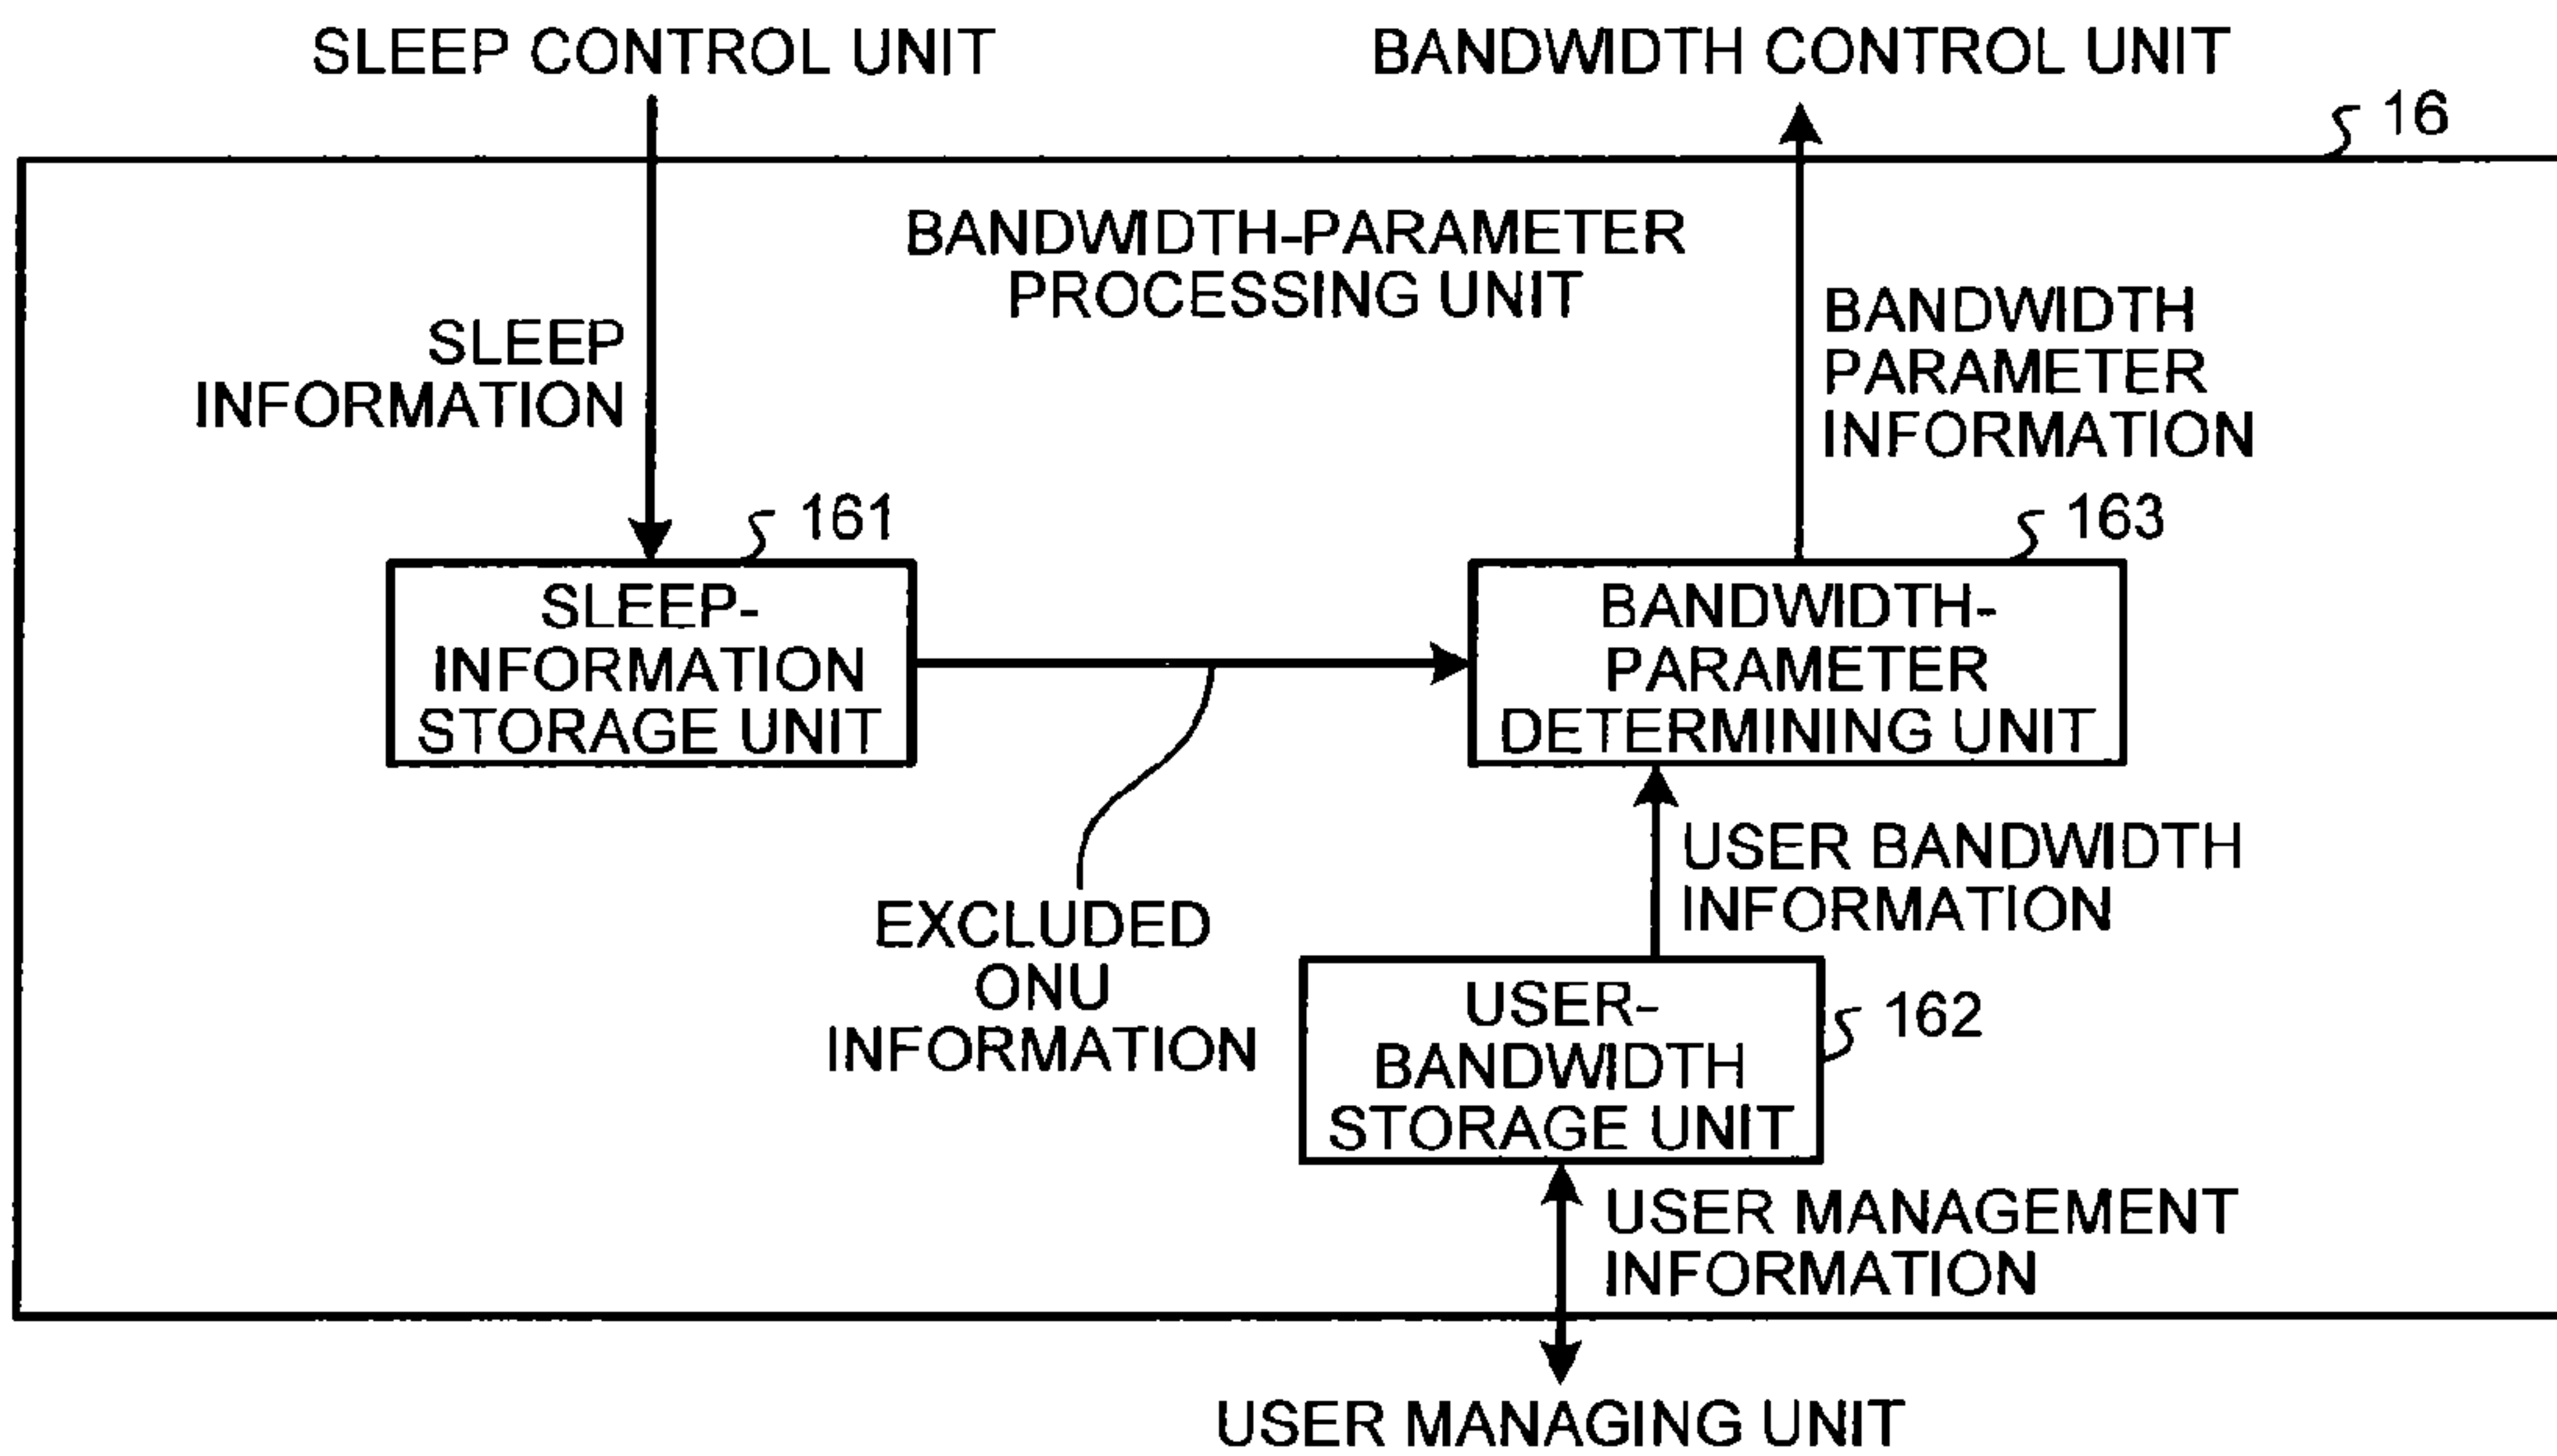 SLEEP CONTROL UNIT
BANDWIDTH CONTROL UNIT
16
BANDWIDTH-PARAMETER
PROCESSING UNIT
SLEEP
INFORMATION
BANDWIDTH
PARAMETER
INFORMATION
161
163
SLEEP-
INFORMATION
STORAGE UNIT
BANDWIDTH-
PARAMETER
DETERMINING UNIT
USER BANDWIDTH
INFORMATION
EXCLUDED
ONU
INFORMATION
162
USER-
BANDWIDTH
STORAGE UNIT
USER MANAGEMENT
INFORMATION
USER MANAGING UNIT